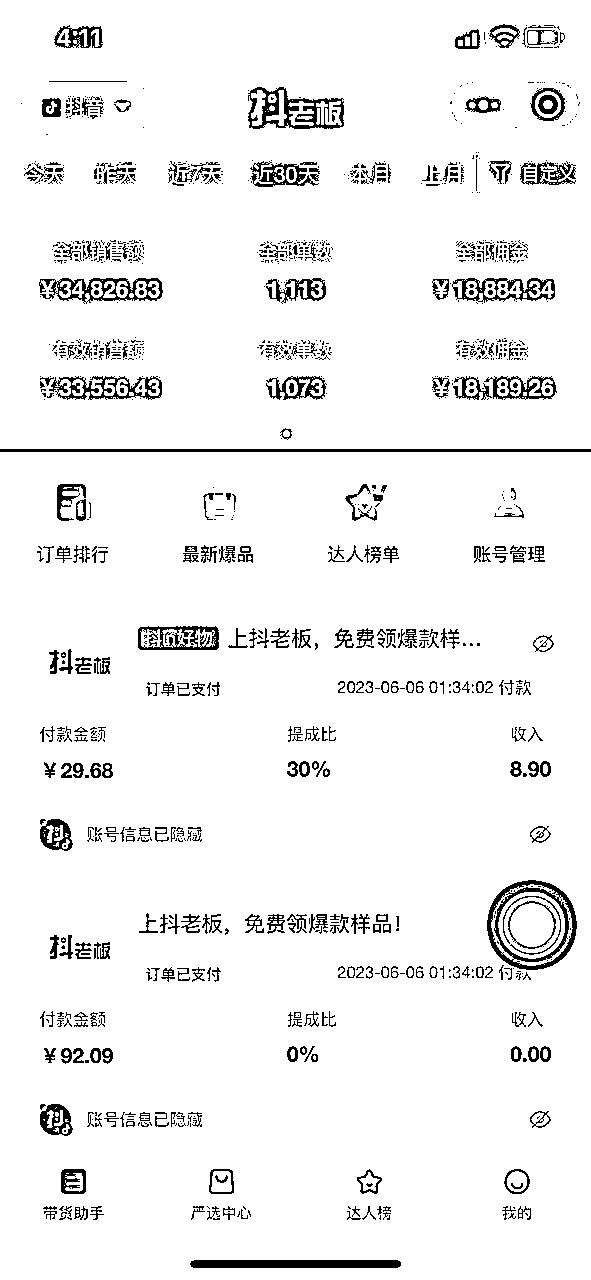 4:11
抖音
抖老板
今天 昨天 近7天 近30天 本月 上月 自定义
全部销售额 全部单数 全部佣金
¥34,826.83 1,113 ¥18,884.34
有效销售额 有效单数 有效佣金
¥33,556.43 1,073 ¥18,189.26
订单排行 最新爆品 达人榜单 账号管理
抖老板
上抖老板，免费领爆款样...
订单已支付 2023-06-06 01:34:02 付款
付款金额 提成比 收入
¥29.68 30% 8.90
抖 账号信息已隐藏
上抖老板，免费领爆款样品！
抖老板
订单已支付 2023-06-06 01:34:02 付款
付款金额 提成比 收入
¥92.09 0% 0.00
抖 账号信息已隐藏
带货助手 严选中心 达人榜 我的